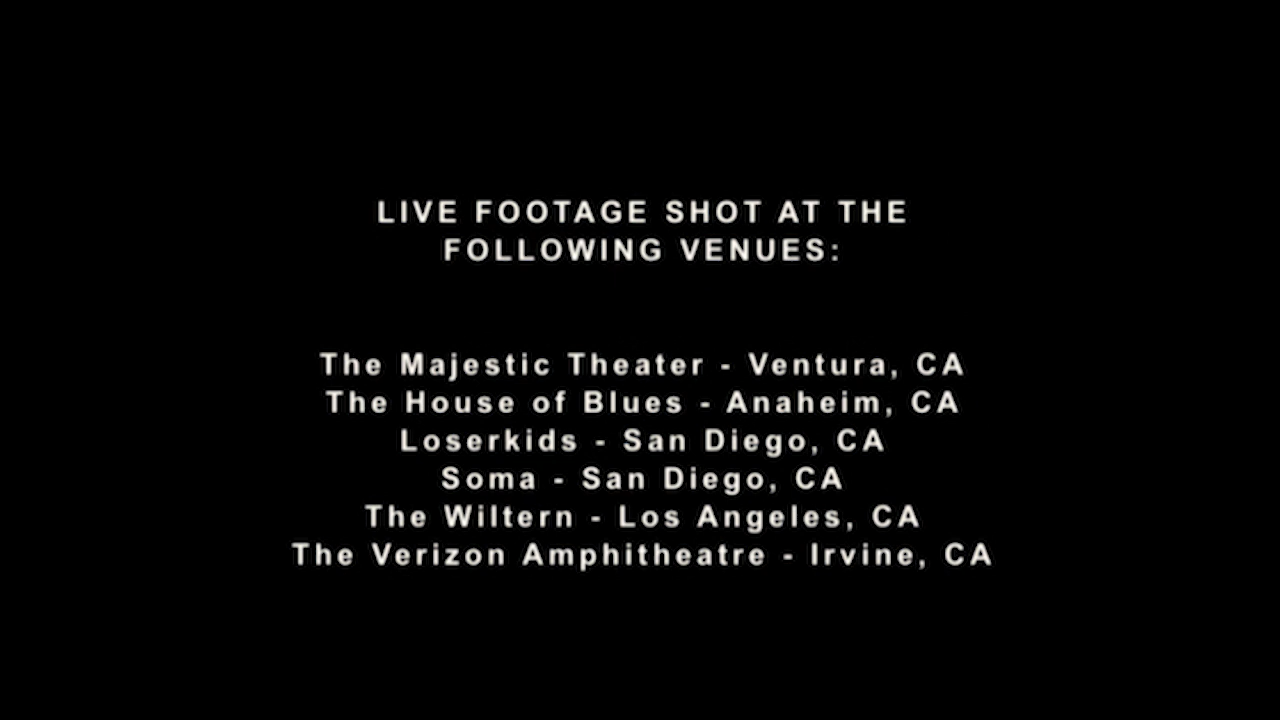 LIVE FOOTAGE SHOT AT THE
FOLLOWING VENUES:
The Majestic Theater - Ventura, CA
The House of Blues - Anaheim, CA
Loserkids - San Diego, CA
Soma - San Diego, CA
The Wiltern - Los Angeles, CA
The Verizon Amphitheatre - Irvine, CA